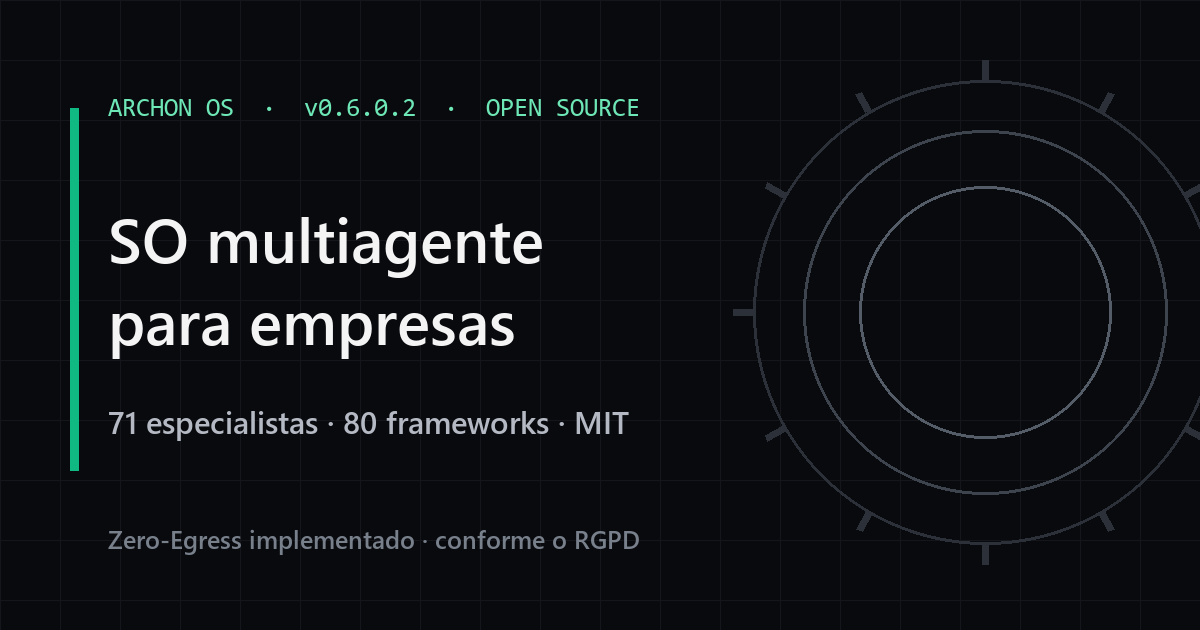 ARCHON OS · v0.6.0.2 · OPEN SOURCE
SO multiagente
para empresas
71 especialistas · 80 frameworks · MIT
Zero-Egress implementado · conforme o RGPD